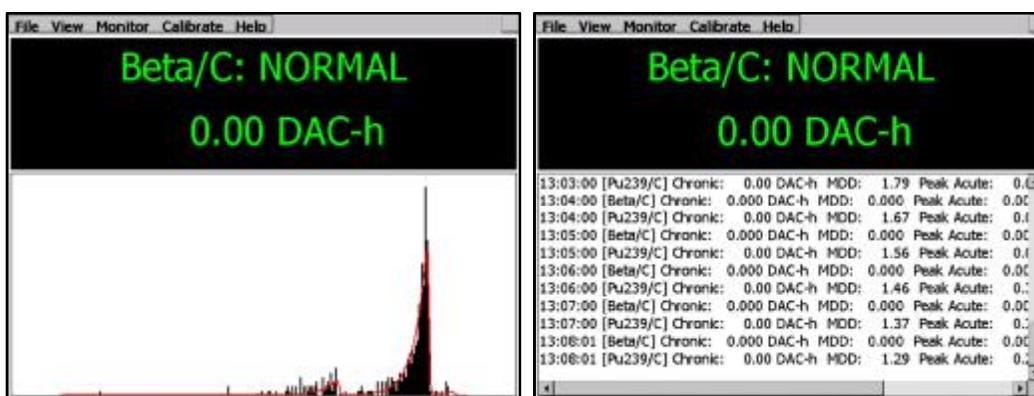 File View Monitor Calibrate Help
Beta/C: NORMAL
0.00 DAC-h
File View Monitor Calibrate Help
Beta/C: NORMAL
0.00 DAC-h
13:03:00 [Pu239/C] Chronic: 0.00 DAC-h MDD: 1.79 Peak Acute:
13:04:00 [Beta/C] Chronic: 0.000 DAC-h MDD: 0.000 Peak Acute: 0.00
13:04:00 [Pu239/C] Chronic: 0.00 DAC-h MDD: 1.67 Peak Acute:
13:05:00 [Beta/C] Chronic: 0.000 DAC-h MDD: 0.000 Peak Acute:
13:05:00 [Pu239/C] Chronic: 0.00 DAC-h MDD: 1.56 Peak Acute:
13:06:00 [Beta/C] Chronic: 0.000 DAC-h MDD: 0.000 Peak Acute: 0.00
13:06:00 [Pu239/C] Chronic: 0.00 DAC-h MDD: 1.46 Peak Acute:
13:07:00 [Beta/C] Chronic: 0.000 DAC-h MDD: 0.000 Peak Acute:
13:07:00 [Pu239/C] Chronic: 0.00 DAC-h MDD: 1.37 Peak Acute:
13:08:01 [Beta/C] Chronic: 0.000 DAC-h MDD: 0.000 Peak Acute:
13:08:01 [Pu239/C] Chronic: 0.00 DAC-h MDD: 1.29 Peak Acute: